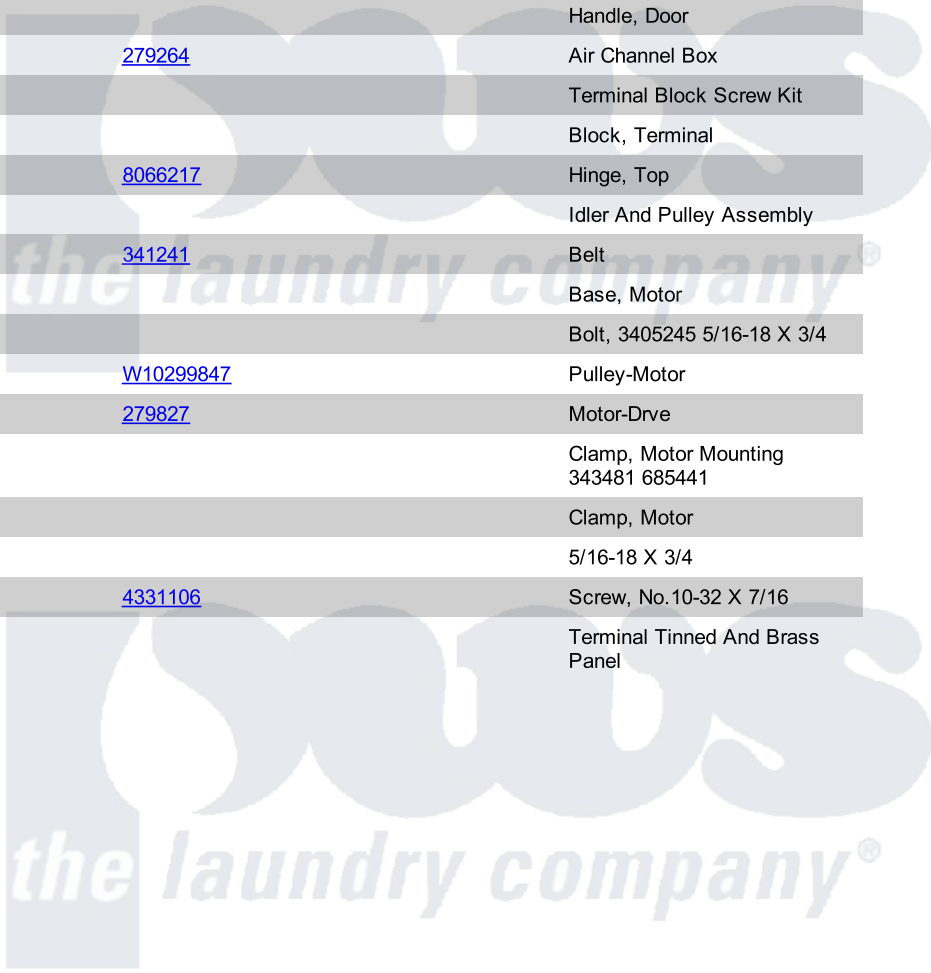 Handle, Door
279264 Air Channel Box
Terminal Block Screw Kit
Block, Terminal
8066217 Hinge, Top
Idler And Pulley Assembly
341241 Belt
Base, Motor
Bolt, 3405245 5/16-18 X 3/4
W10299847 Pulley-Motor
279827 Motor-Drve
Clamp, Motor Mounting
343481 685441
Clamp, Motor
5/16-18 X 3/4
4331106 Screw, No.10-32 X 7/16
Terminal Tinned And Brass
Panel
pws
the laundry company®
pws
the laundry company®